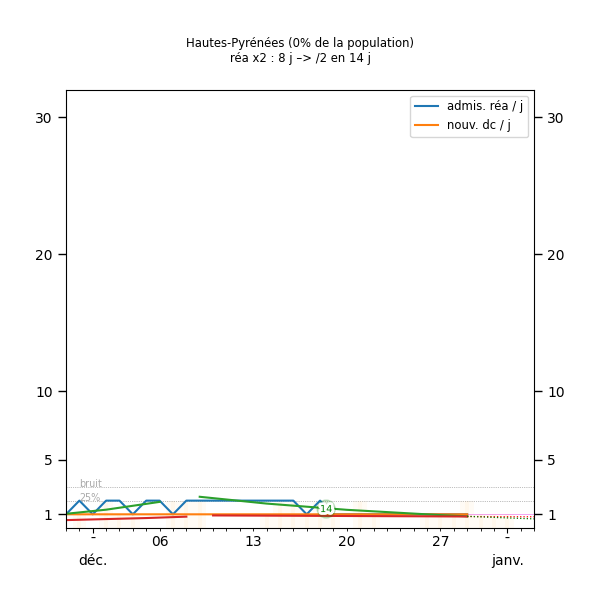 Hautes-Pyrénées (0% de la population)
réa x2 : 8 j –> /2 en 14 j
admis. réa / j
nouv. dc / j
30
30
20
20
10
10
5
5
bruit
25%
14
1
1
- 06 13 20 27 -
déc. janv.